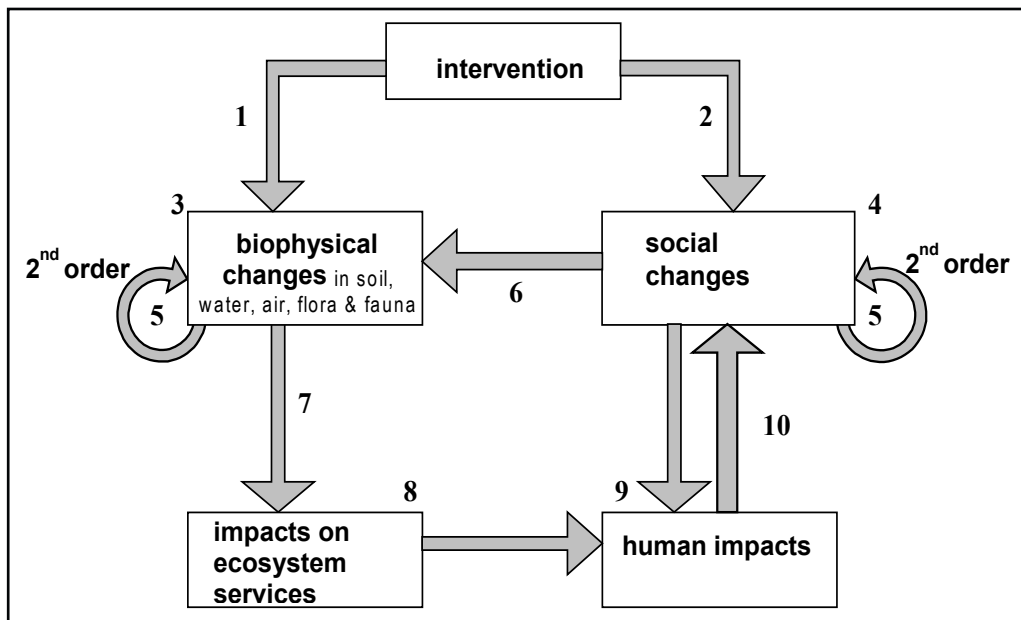 intervention
1
2
3
4
biophysical
changes in soil,
water, air, flora & fauna
social
changes
2nd order
2nd order
5
5
6
7
10
8
9
impacts on
ecosystem
services
human impacts